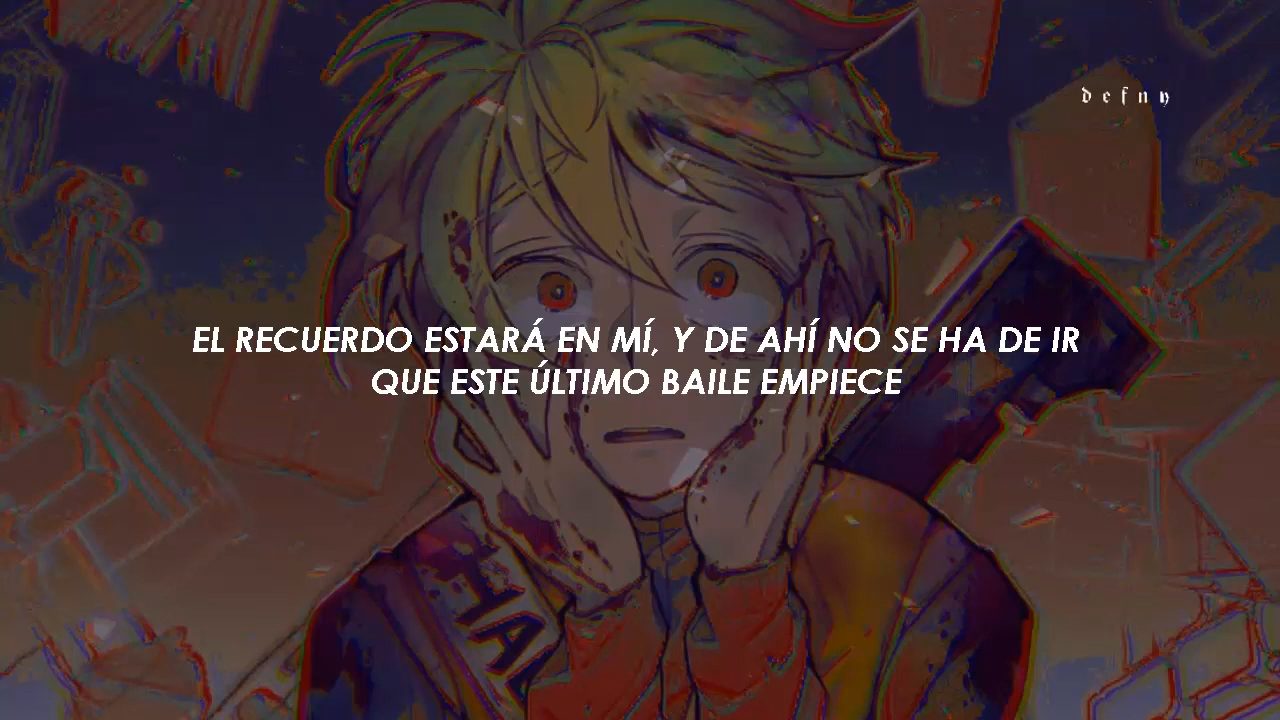 defny
EL RECUERDO ESTARÁ EN MÍ, Y DE AHÍ NO SE HA DE IR
QUE ESTE ÚLTIMO BAILE EMPIECE